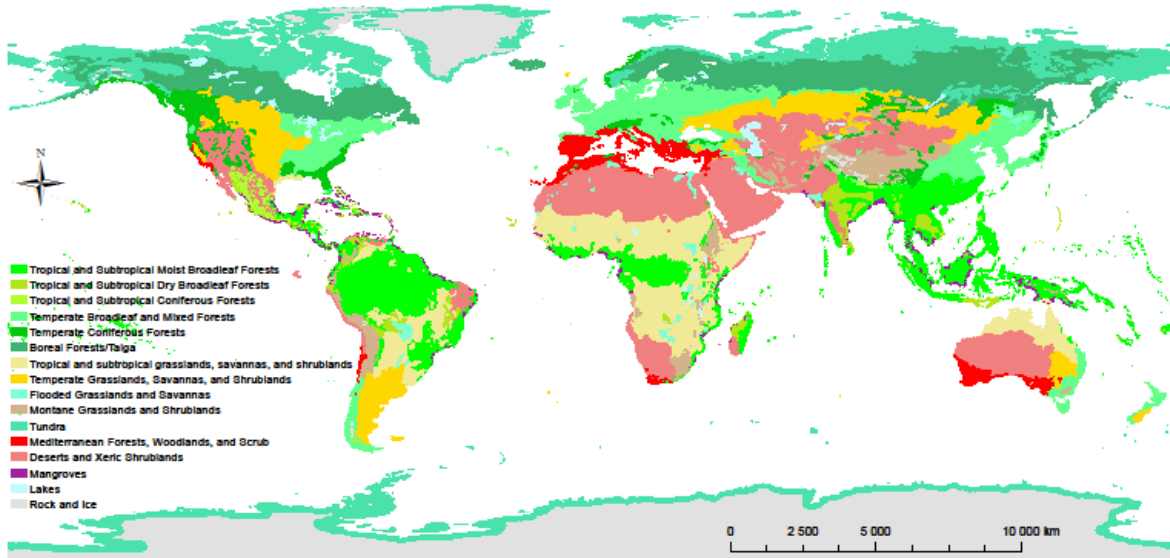 N
Tropical and Subtropical Moist Broadleaf Forests
Tropical and Subtropical Dry Broadleaf Forests
Tropical and Subtropical Coniferous Forests
Temperate Broadleaf and Mixed Forests
Temperate Coniferous Forests
Boreal Forests/Taiga
Tropical and subtropical grasslands, savannas, and shrublands
Temperate Grasslands, Savannas, and Shrublands
Flooded Grasslands and Savannas
Montane Grasslands and Shrublands
Tundra
Mediterranean Forests, Woodlands, and Scrub
Deserts and Xeric Shrublands
Mangroves
Lakes
Rock and Ice
0 2 500 5 000 10 000 km